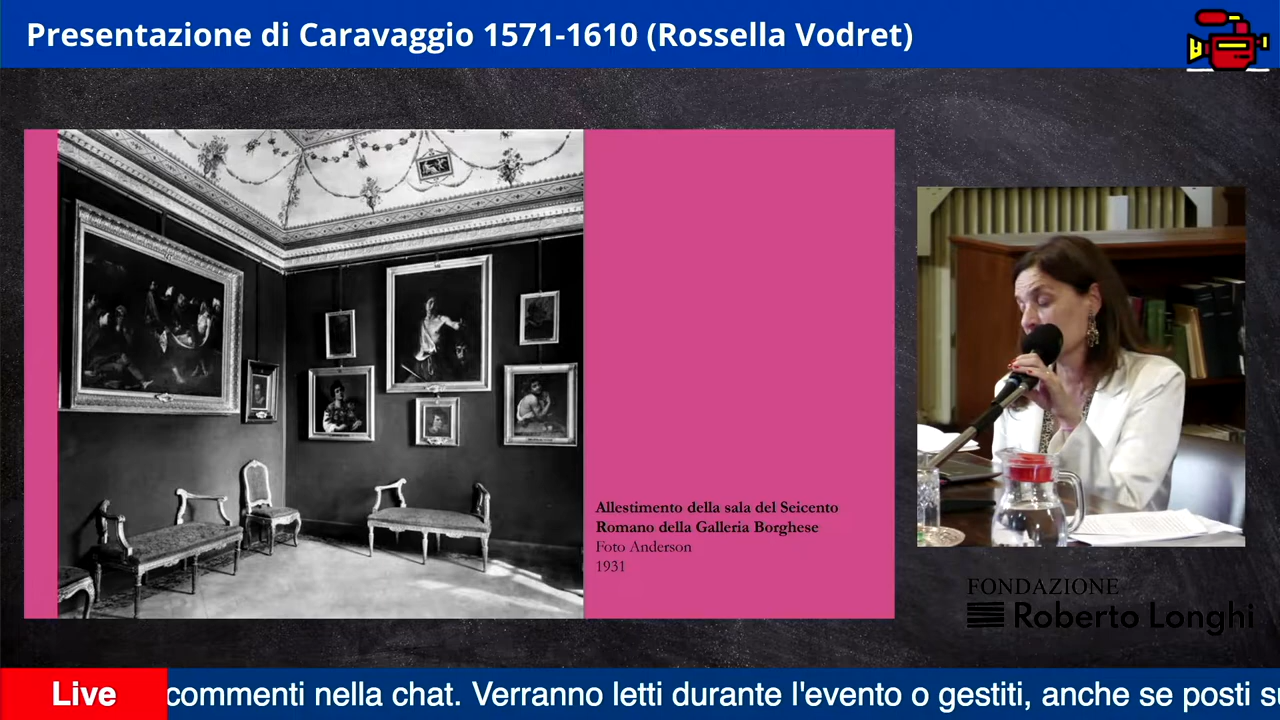 Presentazione di Caravaggio 1571-1610 (Rossella Vodret)
Allestimento della sala del Seicento
Romano della Galleria Borghese
Foto Anderson
1931
FONDAZIONE
Roberto Longhi
Live
commenti nella chat. Verranno letti durante l'evento o gestiti, anche se posti s